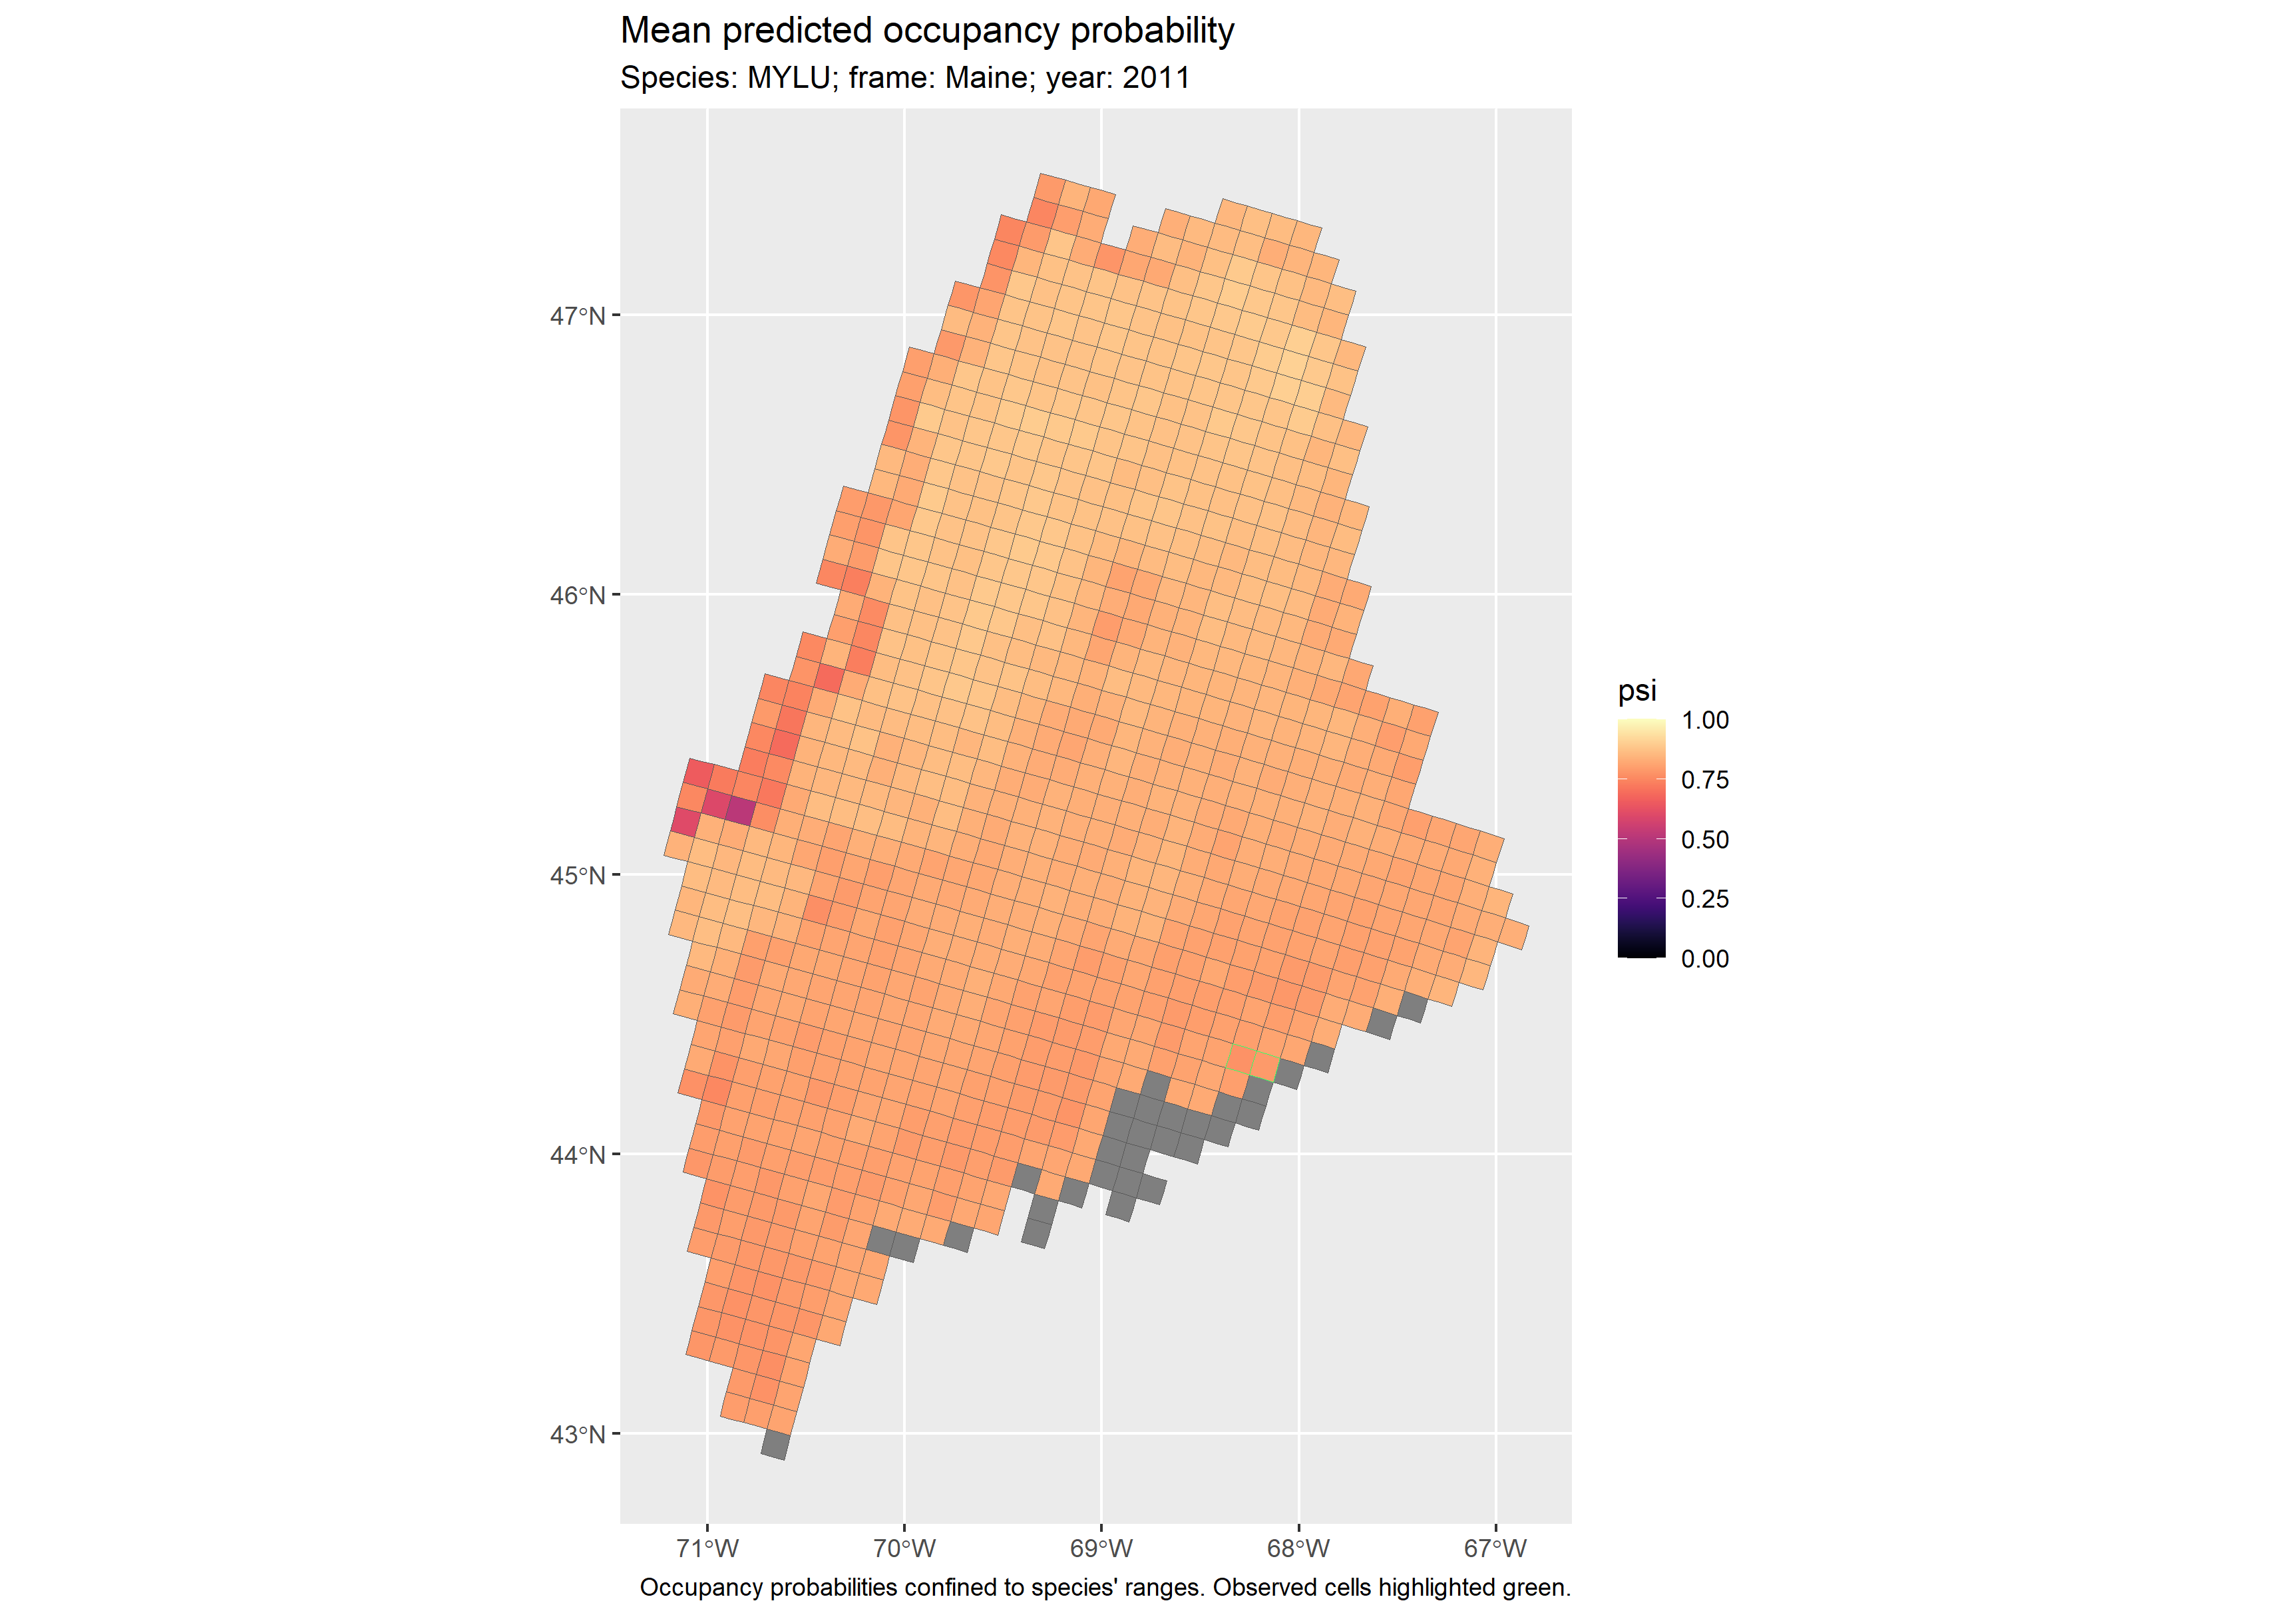 Mean predicted occupancy probability
Species: MYLU; frame: Maine; year: 2011
47°N
46°N
45°N
44°N
43°N
71°W
70°W
69°W
68°W
67°W
psi
1.00
0.75
0.50
0.25
0.00
Occupancy probabilities confined to species' ranges. Observed cells highlighted green.